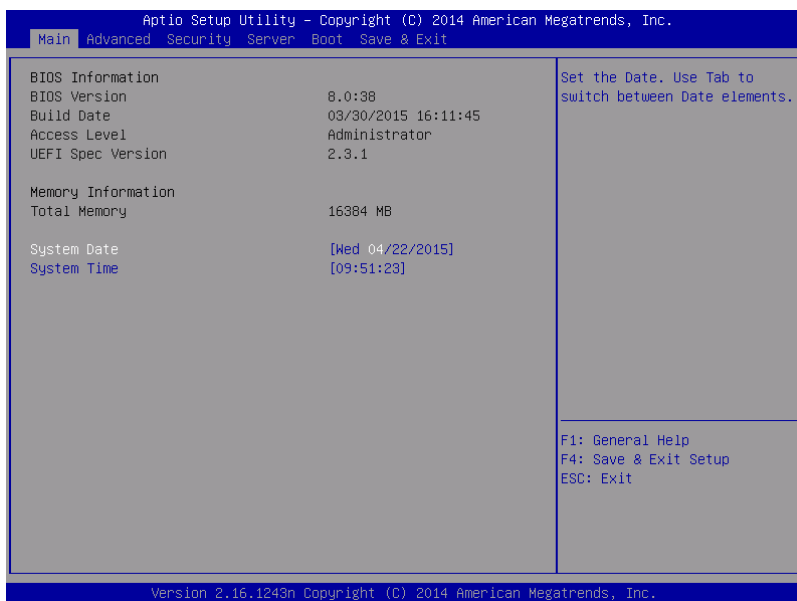 Aptio Setup Utility – Copyright (C) 2014 American Megatrends, Inc.
Main Advanced Security Server Boot Save & Exit
BIOS Information
BIOS Version 8.0:38
Build Date 03/30/2015 16:11:45
Access Level Administrator
UEFI Spec Version 2.3.1
Memory Information
Total Memory 16384 MB
System Date [Wed 04/22/2015]
System Time [09:51:23]
Set the Date. Use Tab to
switch between Date elements.
F1: General Help
F4: Save & Exit Setup
ESC: Exit
Version 2.16.1243n Copyright (C) 2014 American Megatrends, Inc.